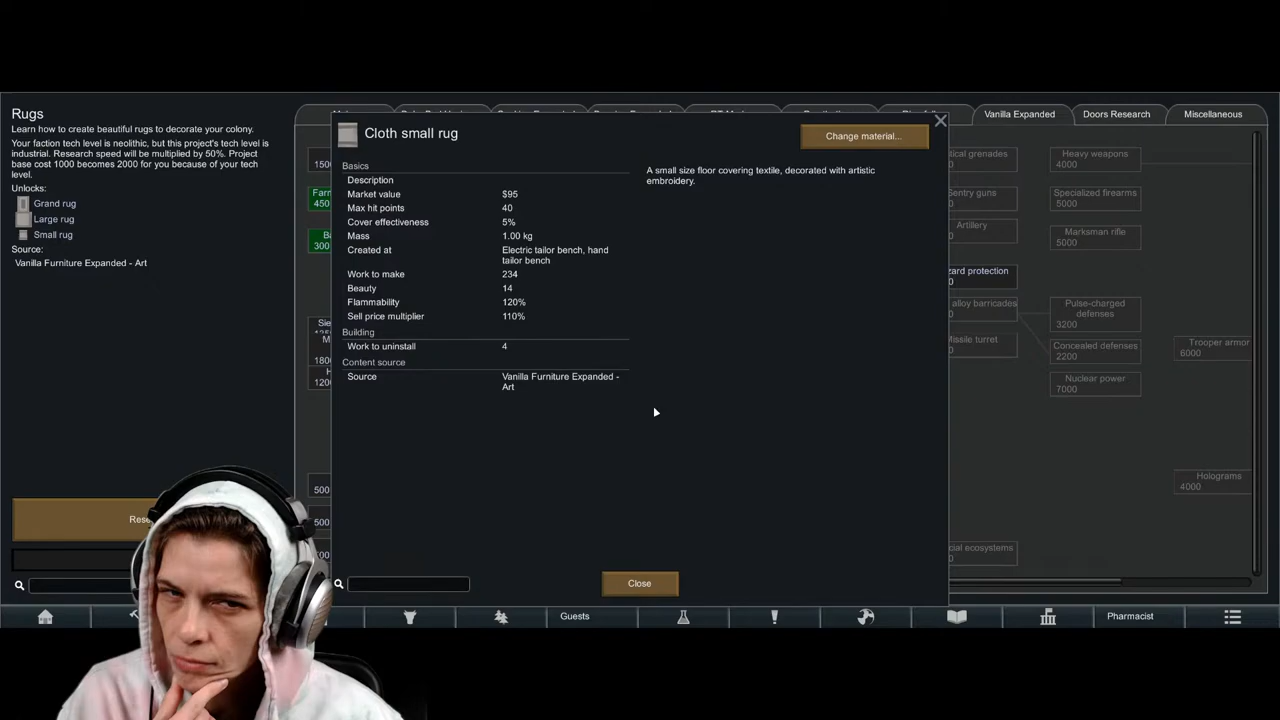 Rugs
Learn how to create beautiful rugs to decorate your colony.
Your faction tech level is neolithic, but this project's tech level is
industrial. Research speed will be multiplied by 50%. Project
base cost 1000 becomes 2000 for you because of your tech
level.
Unlocks:
Grand rug
Large rug
Small rug
Source:
Vanilla Furniture Expanded - Art
Vanilla Expanded
Doors Research
Miscellaneous
Cloth small rug
Change material...
Basics
Description
Market value $95
Max hit points 40
Cover effectiveness 5%
Mass 1.00 kg
Created at Electric tailor bench, hand
tailor bench
Work to make 234
Beauty 14
Flammability 120%
Sell price multiplier 110%
Building
Work to uninstall 4
Content source
Source Vanilla Furniture Expanded -
Art
A small size floor covering textile, decorated with artistic
embroidery.
Close
450
300
1800
500
500
Heavy weapons
4000
Specialized firearms
5000
Marksman rifle
5000
Artillery
Pulse-charged
defenses
3200
Concealed defenses
2200
Nuclear power
7000
Trooper armor
6000
Holograms
4000
Guests
Pharmacist